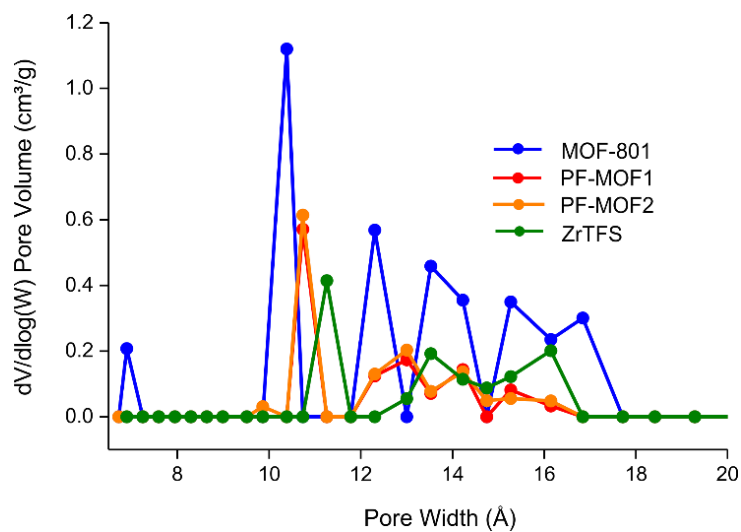 1.2
1.0
0.8
0.6
0.4
0.2
0.0
dV/dlog(W) Pore Volume (cm³/g)
MOF-801
PF-MOF1
PF-MOF2
ZrTFS
8 10 12 14 16 18 20
Pore Width (Å)